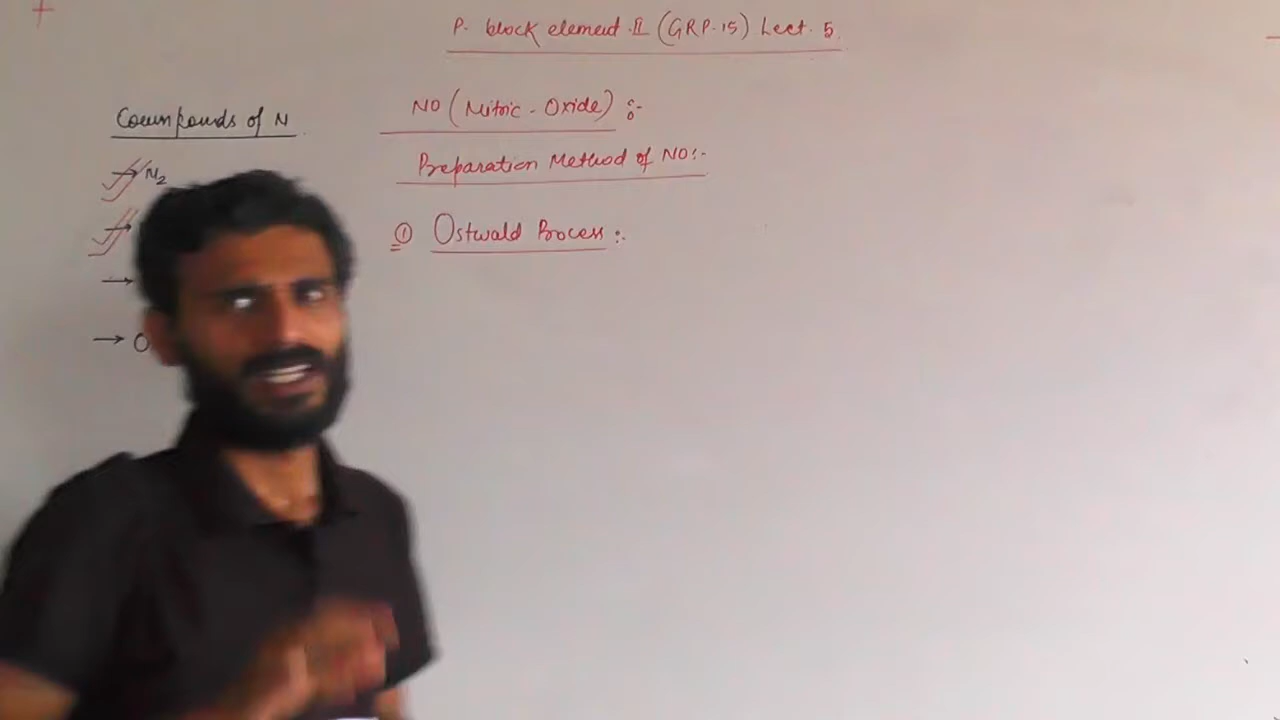 P. block element-II (GRP-15) Lect. 5
Compounds of N
→ N2
→ O
NO (Nitric-Oxide) :-
Preparation Method of NO:-
① Ostwald Process :-